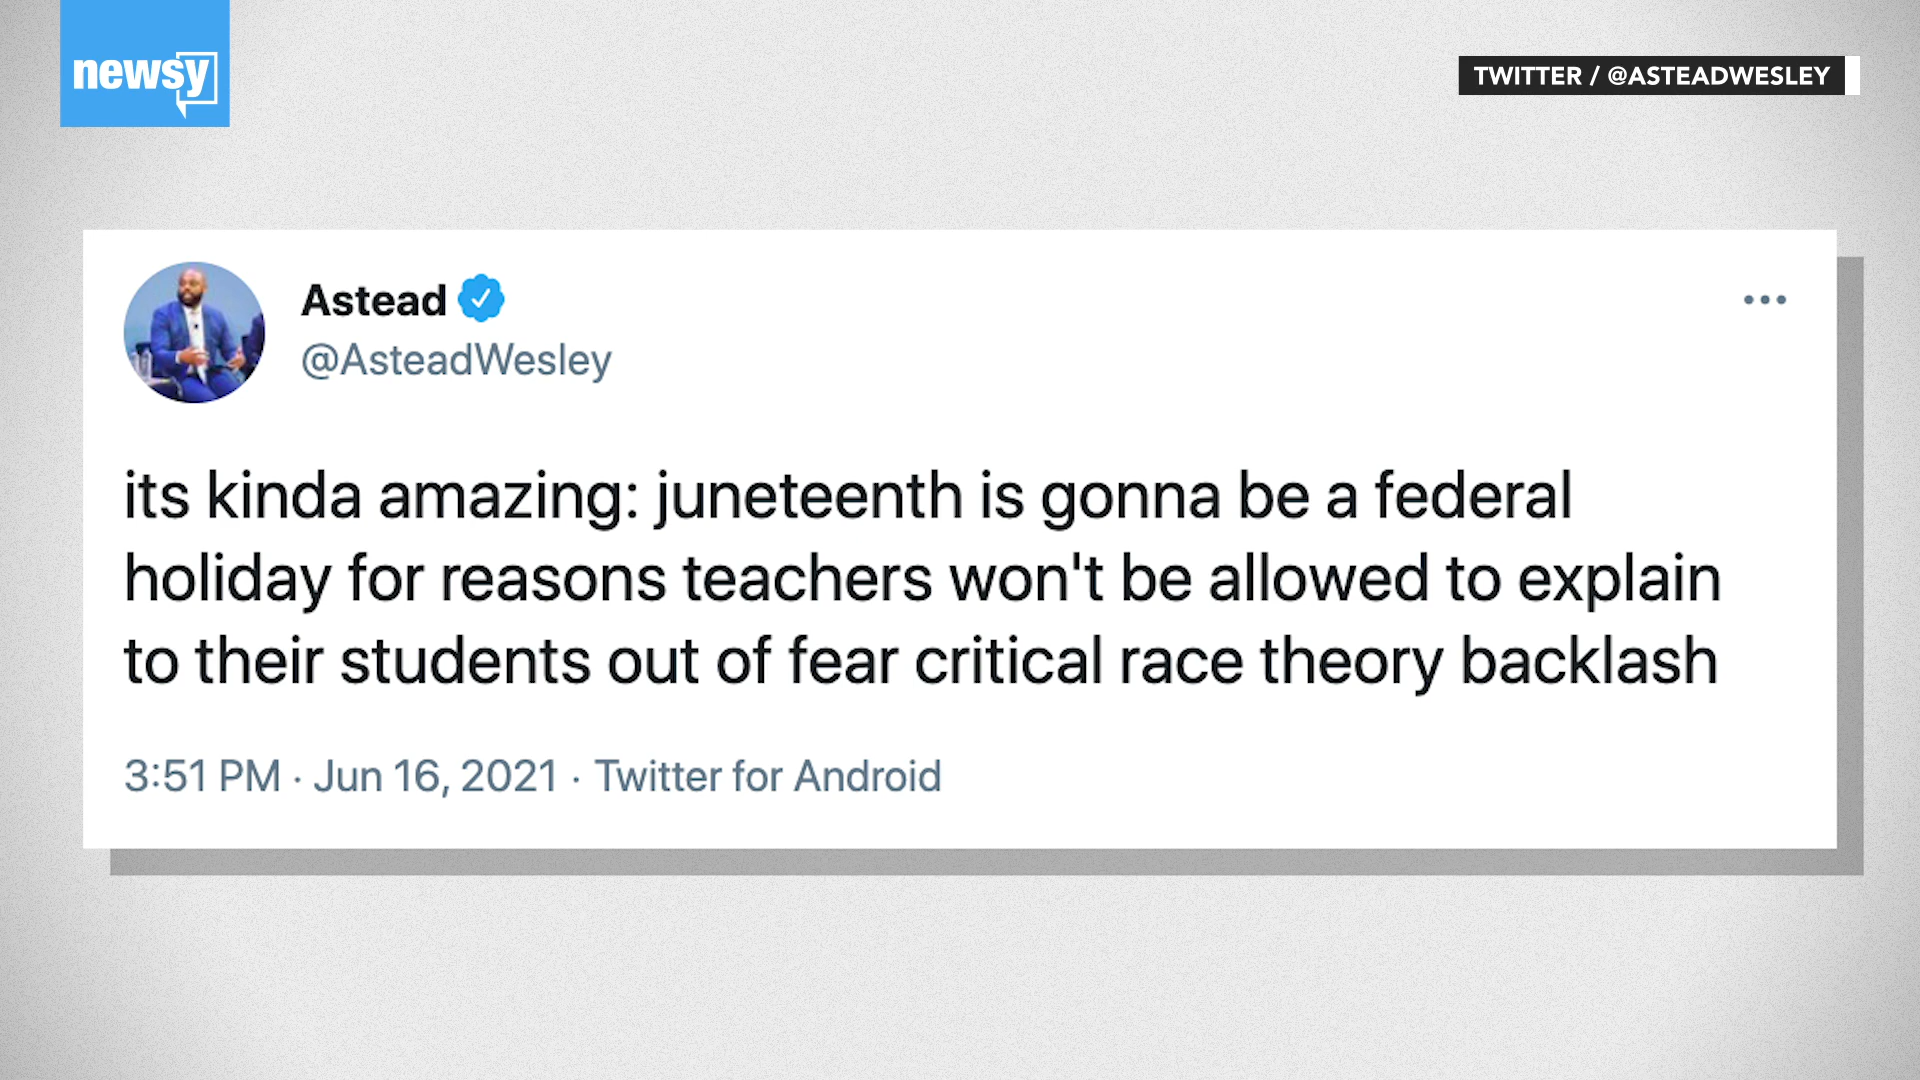 newsy
TWITTER / @ASTEADWESLEY
Astead
@AsteadWesley
its kinda amazing: juneteenth is gonna be a federal
holiday for reasons teachers won't be allowed to explain
to their students out of fear critical race theory backlash
3:51 PM · Jun 16, 2021 · Twitter for Android